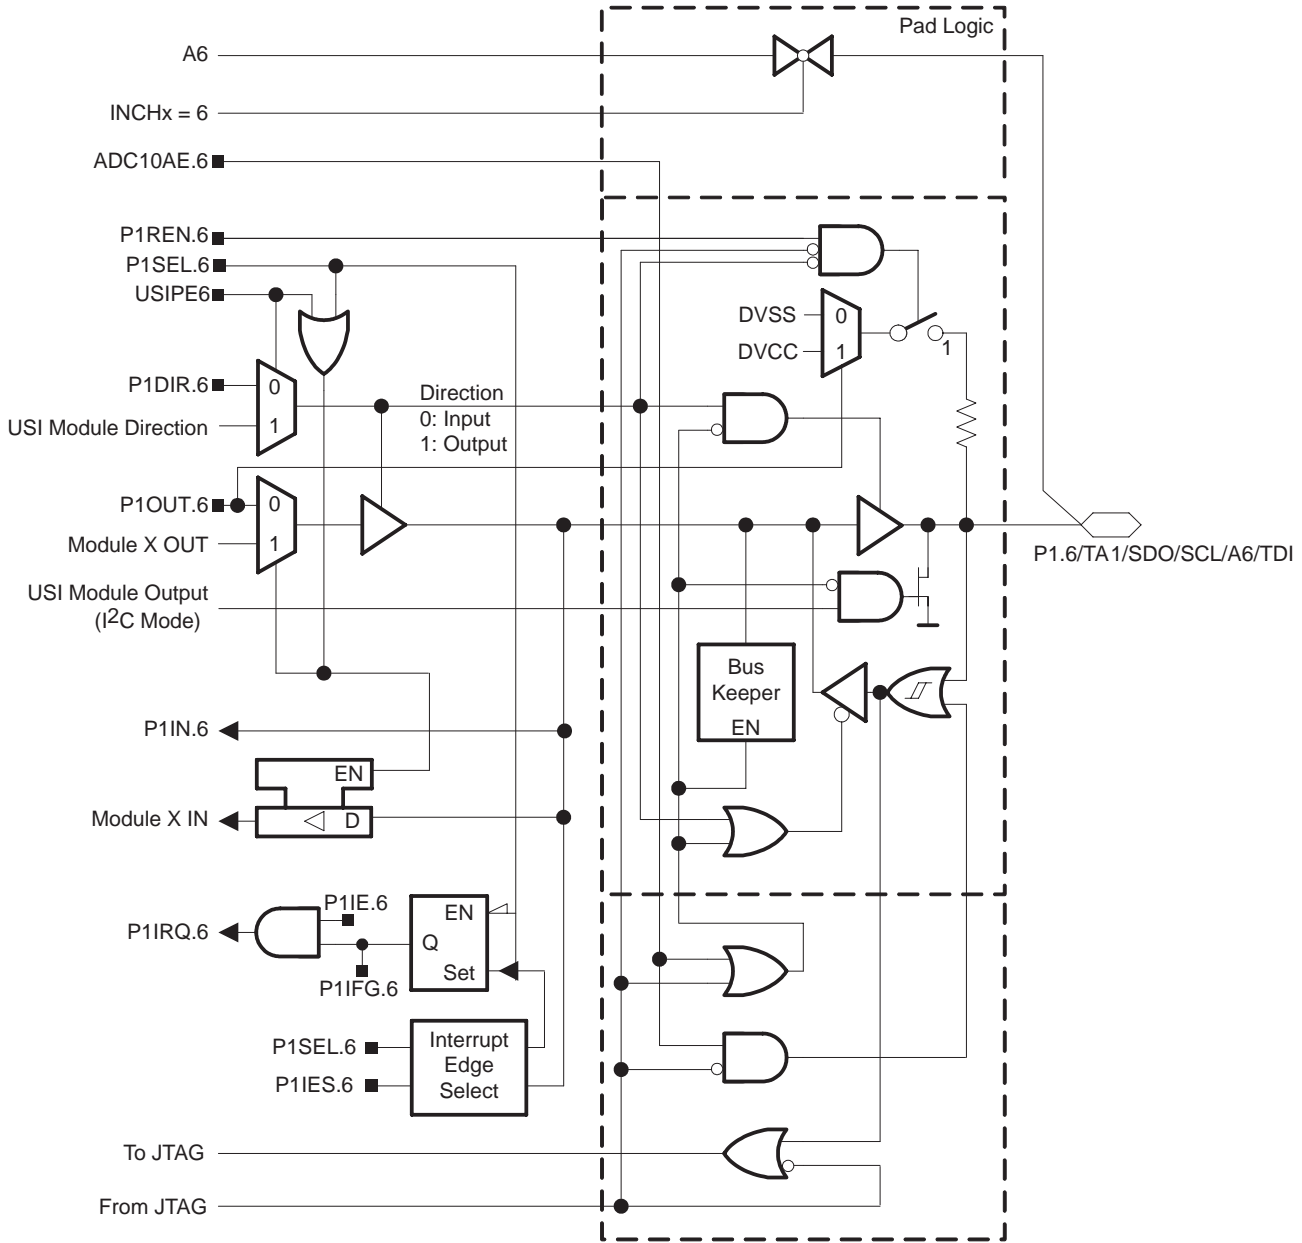 Pad Logic
A6
INCHx = 6
ADC10AE.6
P1REN.6
P1SEL.6
USIPE6
DVSS
0
DVCC
1
1
P1DIR.6
0
USI Module Direction
1
Direction
0: Input
1: Output
P1OUT.6
0
Module X OUT
1
P1.6/TA1/SDO/SCL/A6/TDI
USI Module Output
(I2C Mode)
Bus
Keeper
EN
P1IN.6
EN
Module X IN
D
P1IE.6
P1IRQ.6
P1IFG.6
EN
Q
Set
P1SEL.6
P1IES.6
Interrupt
Edge
Select
To JTAG
From JTAG